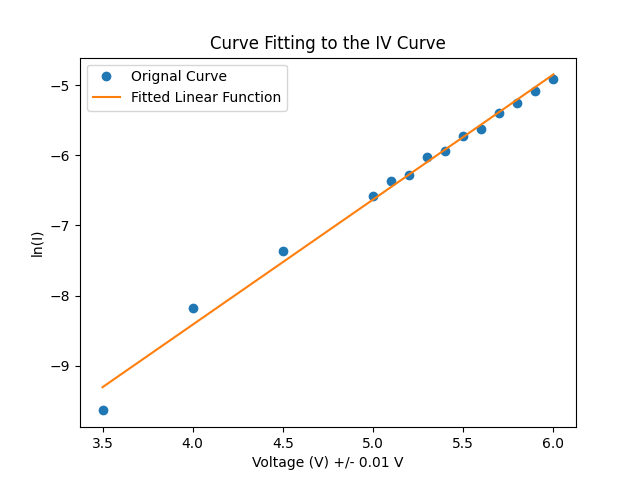 Curve Fitting to the IV Curve
Orignal Curve
Fitted Linear Function
ln(I)
−5
−6
−7
−8
−9
3.5 4.0 4.5 5.0 5.5 6.0
Voltage (V) +/- 0.01 V